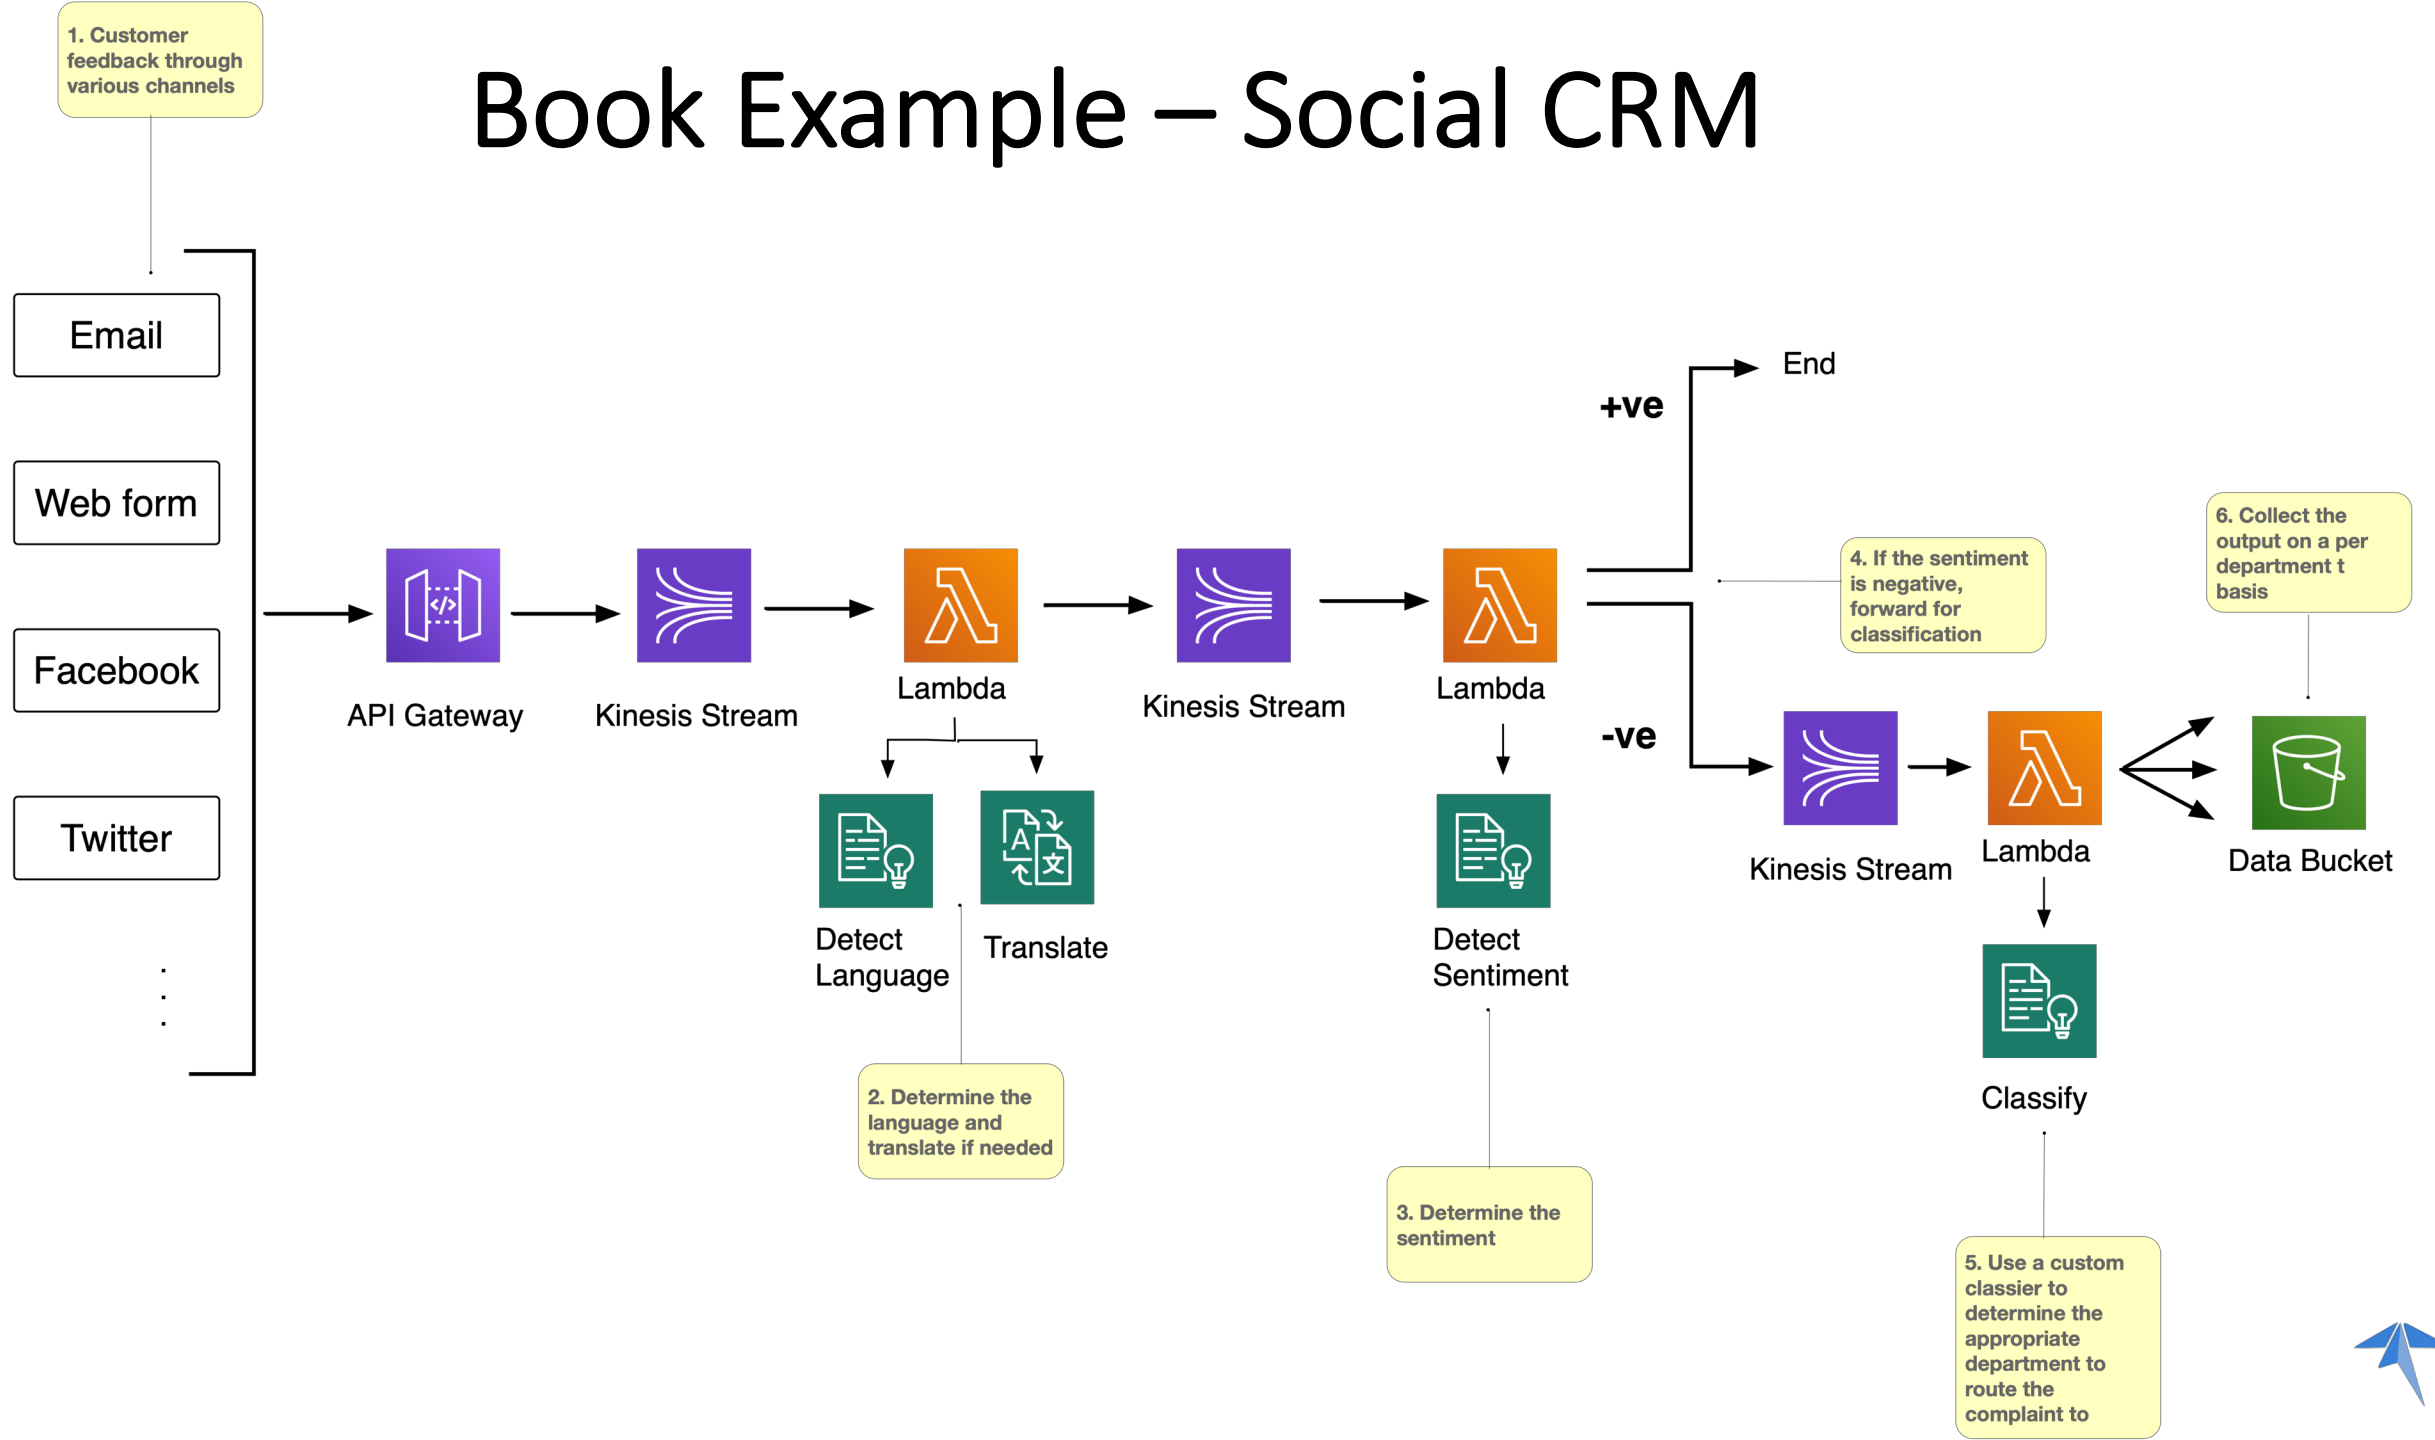 1. Customer
feedback through
various channels
Book Example – Social CRM
Email
Web form
Facebook
Twitter
.
.
.
API Gateway
Kinesis Stream
Lambda
Detect
Language
Translate
2. Determine the
language and
translate if needed
Kinesis Stream
Lambda
Detect
Sentiment
3. Determine the
sentiment
+ve
End
-ve
4. If the sentiment
is negative,
forward for
classification
Kinesis Stream
Lambda
Classify
5. Use a custom
classier to
determine the
appropriate
department to
route the
complaint to
6. Collect the
output on a per
department t
basis
Data Bucket